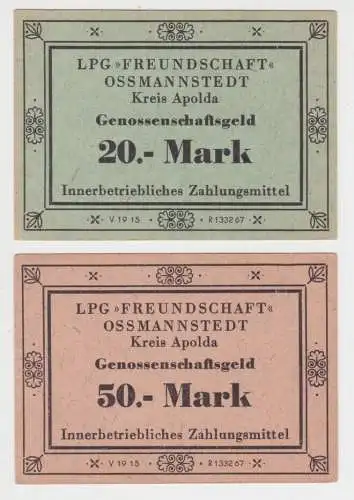 LPG »FREUNDSCHAFT«
OSSMANNSTEDT
Kreis Apolda
Genossenschaftsgeld
20.- Mark
Innerbetriebliches Zahlungsmittel
V 19 15 R 133267
LPG »FREUNDSCHAFT«
OSSMANNSTEDT
Kreis Apolda
Genossenschaftsgeld
50.- Mark
Innerbetriebliches Zahlungsmittel
V 19 15 R 133267